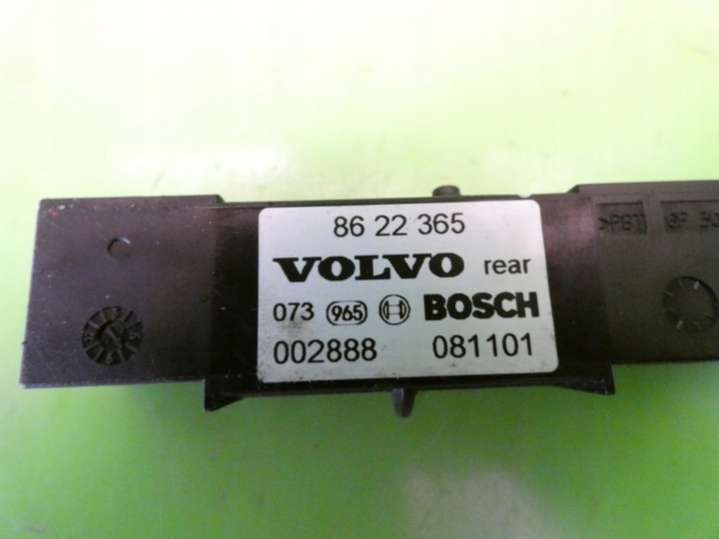 86 22 365
VOLVO rear
073 965 BOSCH
002888 081101